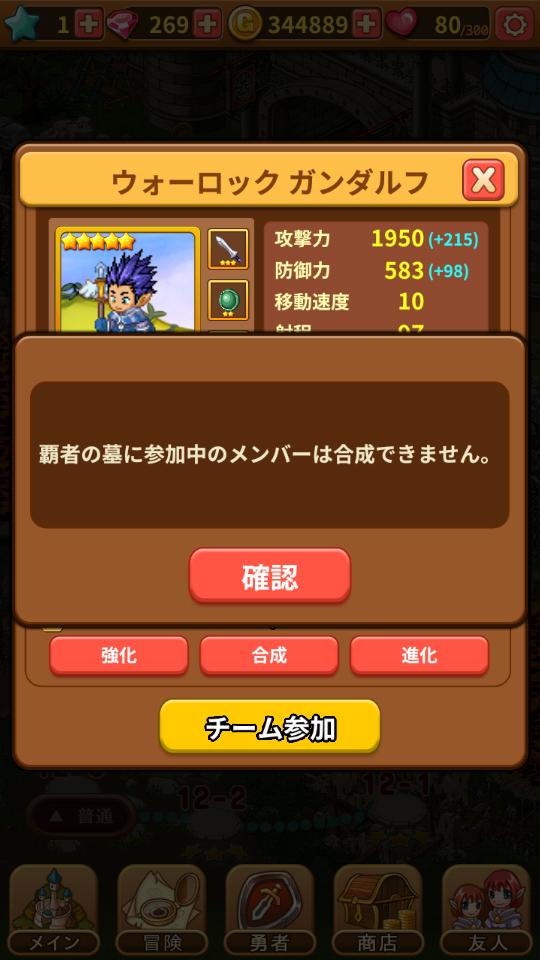 1
269
G
344889
80/300
ウォーロック ガンダルフ
攻撃力 1950 (+215)
防御力 583 (+98)
移動速度 10
射程 97
覇者の墓に参加中のメンバーは合成できません。
確認
強化
合成
進化
チーム参加
12-2
12-1
▲ 普通
メイン
冒険
勇者
商店
友人